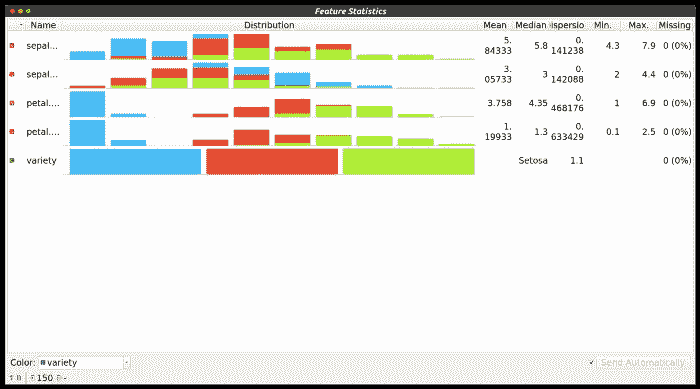 Feature Statistics
Name Distribution Mean Median ispersio Min. Max. Missing
sepal... 5.84333 5.8 0.141238 4.3 7.9 0 (0%)
sepal... 3.05733 3 0.142088 2 4.4 0 (0%)
petal.... 3.758 4.35 0.468176 1 6.9 0 (0%)
petal.... 1.19933 1.3 0.633429 0.1 2.5 0 (0%)
variety Setosa 1.1 0 (0%)
Color: variety Send Automatically
150 -